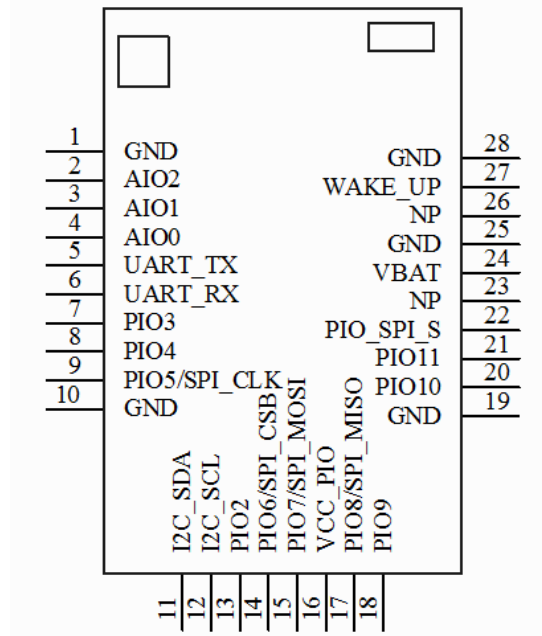 1 GND
2 AIO2
3 AIO1
4 AIO0
5 UART_TX
6 UART_RX
7 PIO3
8 PIO4
9 PIO5/SPI_CLK
10 GND
28 GND
27 WAKE_UP
26 NP
25 GND
24 VBAT
23 NP
22 PIO_SPI_S
21 PIO11
20 PIO10
19 GND
I2C_SDA 11
I2C_SCL 12
PIO2 13
PIO6/SPI_CSB 14
PIO7/SPI_MOSI 15
VCC_PIO 16
PIO8/SPI_MISO 17
PIO9 18